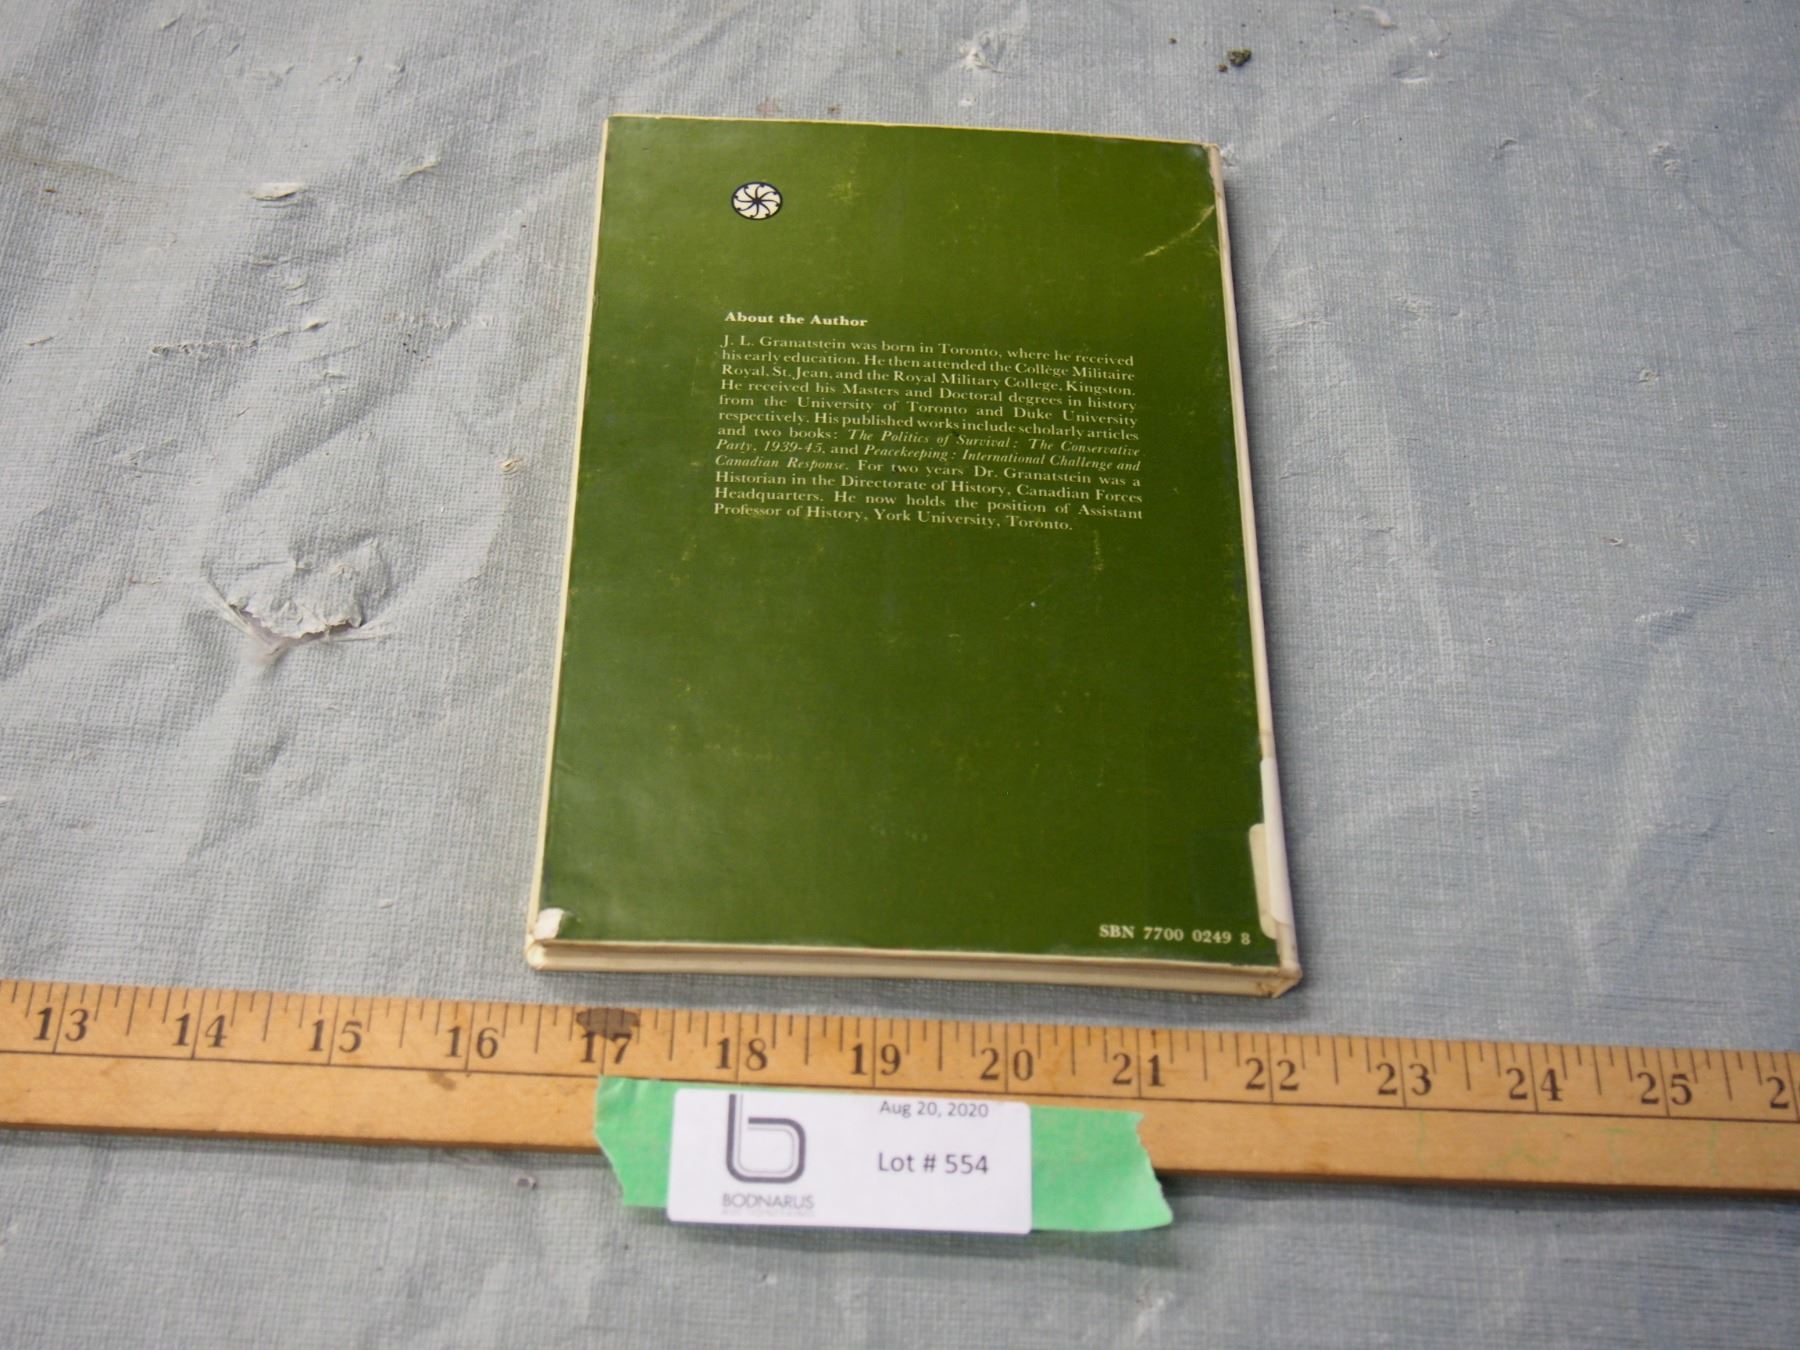 About the Author
J. L. Granatstein was born in Toronto, where he received
his early education. He then attended the Collège Militaire
Royal, St. Jean, and the Royal Military College, Kingston.
He received his Masters and Doctoral degrees in history
from the University of Toronto and Duke University
respectively. His published works include scholarly articles
and two books: The Politics of Survival: The Conservative
Party, 1939-45, and Peacekeeping: International Challenge and
Canadian Response. For two years Dr. Granatstein was a
Historian in the Directorate of History, Canadian Forces
Headquarters. He now holds the position of Assistant
Professor of History, York University, Toronto.
SBN 7700 0249 8
13 14 15 16 17 18 19 20 21 22 23 24 25 2
Aug 20, 2020
Lot # 554
b
BODNARUS